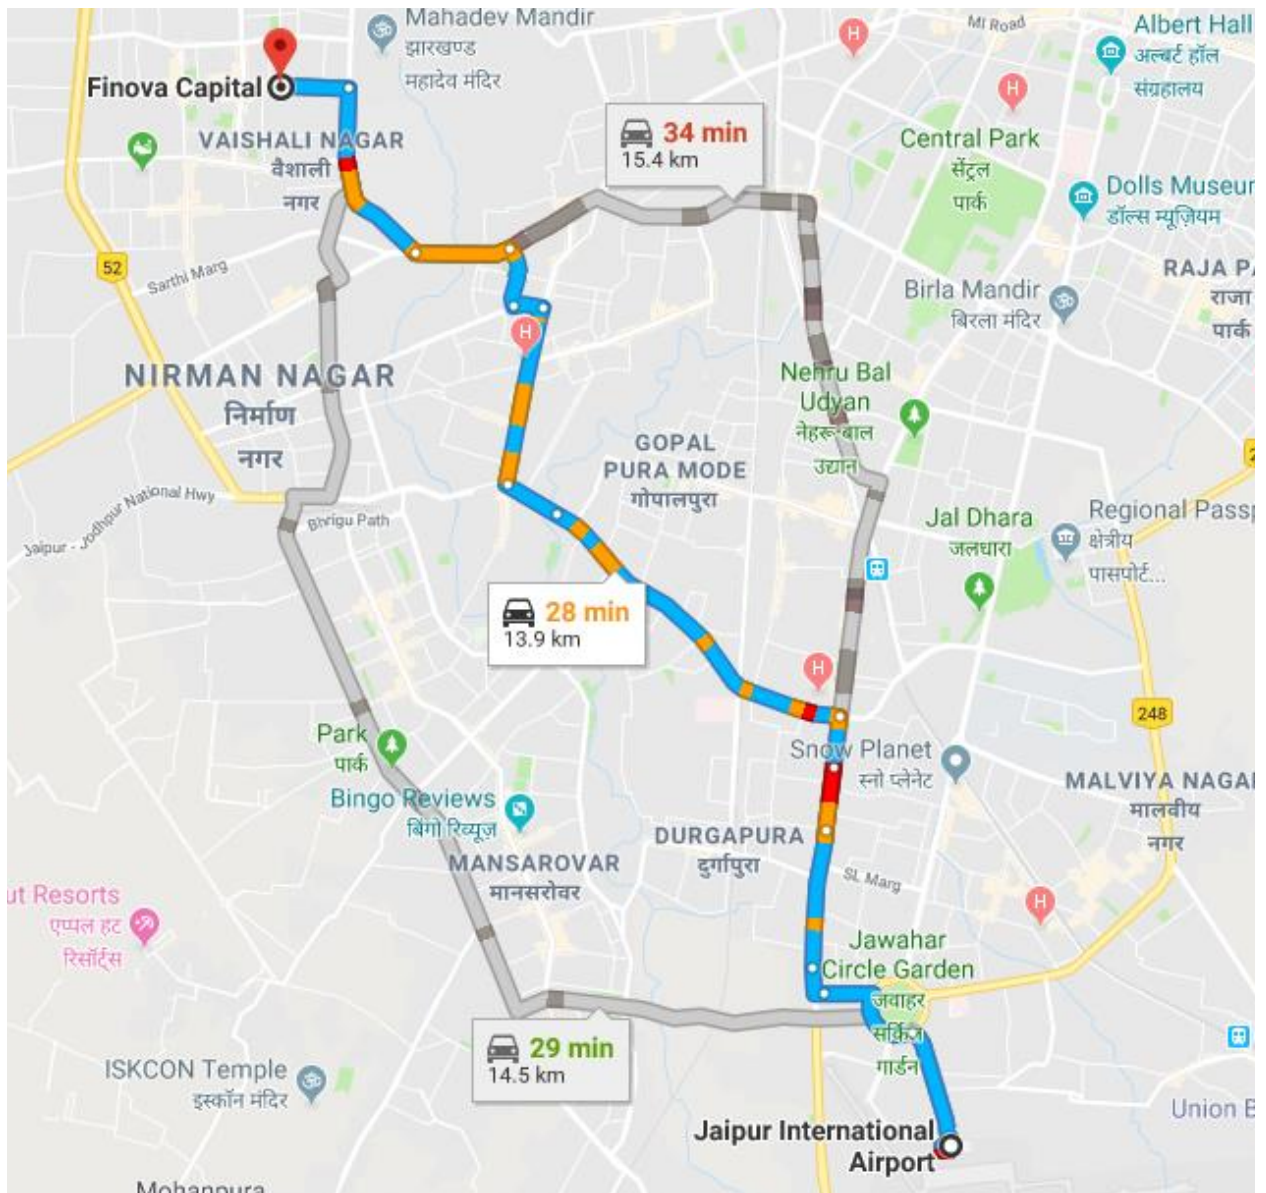 Mahadev Mandir
झारखण्ड
महादेव मंदिर
MI Road
Albert Hall
अल्बर्ट हॉल
संग्रहालय
Finova Capital
VAISHALI NAGAR
वैशाली
नगर
34 min
15.4 km
Central Park
सेंट्रल
पार्क
Dolls Museum
डॉल्स म्यूज़ियम
52
Sarthi Marg
RAJA PA
राजा
पार्क
Birla Mandir
बिरला मंदिर
H
H
H
NIRMAN NAGAR
निर्माण
नगर
Nehru Bal
Udyan
नेहरू बाल
उद्यान
GOPAL
PURA MODE
गोपालपुरा
2
Jaipur - Jodhpur National Hwy
Bhrigu Path
Jal Dhara
जलधारा
Regional Passp
क्षेत्रीय
पासपोर्ट...
28 min
13.9 km
H
248
Park
पार्क
Snow Planet
स्नो प्लेनेट
MALVIYA NAGA
मालवीय
नगर
Bingo Reviews
बिंगो रिव्यूज़
DURGAPURA
दुर्गापुरा
MANSAROVAR
मानसरोवर
SL Marg
H
ut Resorts
एप्पल हट
रिसॉर्ट्स
Jawahar
Circle Garden
जवाहर
सर्किल
गार्डन
29 min
14.5 km
ISKCON Temple
इस्कॉन मंदिर
Jaipur International
Airport
Union B
Mohanpura